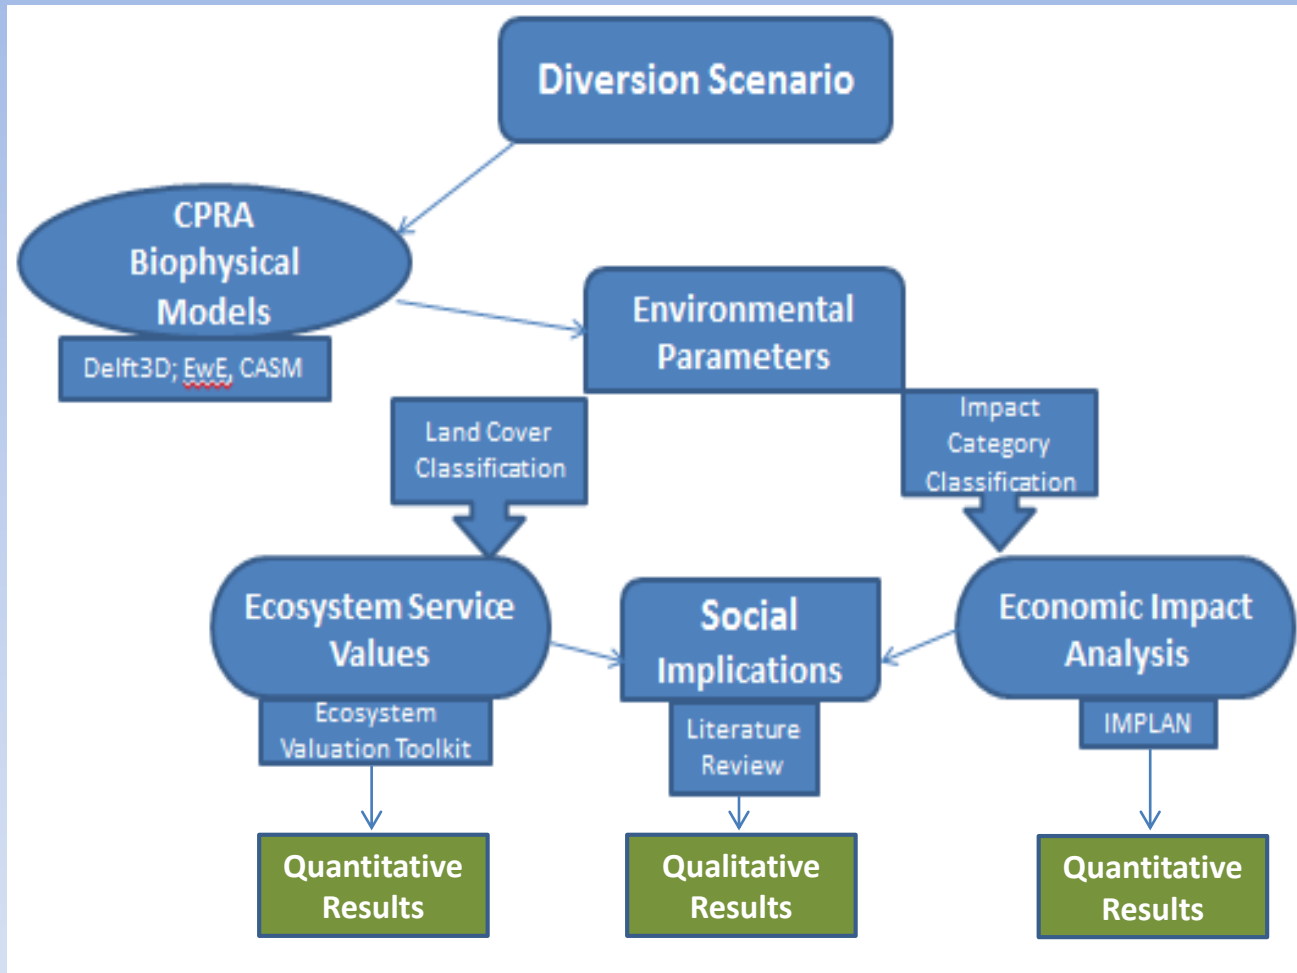 Diversion Scenario
CPRA
Biophysical
Models
Delft3D; EwE, CASM
Environmental
Parameters
Land Cover
Classification
Impact
Category
Classification
Ecosystem Service
Values
Ecosystem
Valuation Toolkit
Social
Implications
Literature
Review
Economic Impact
Analysis
IMPLAN
Quantitative
Results
Qualitative
Results
Quantitative
Results